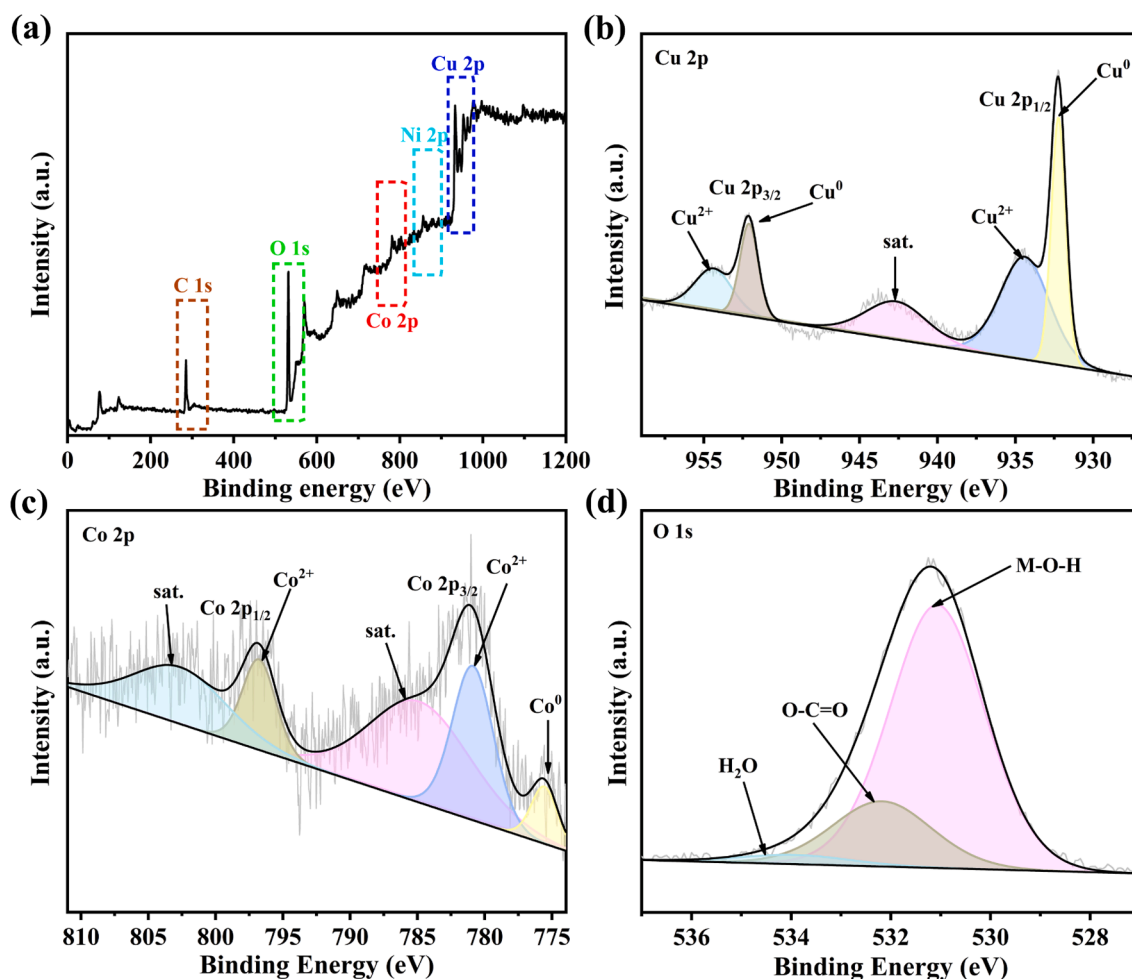 (a)
Cu 2p
Ni 2p
O 1s
C 1s
Co 2p
Intensity (a.u.)
0 200 400 600 800 1000 1200
Binding energy (eV)
(b)
Cu 2p
Cu⁰
Cu 2p₁/₂
Cu 2p₃/₂
Cu⁰
Cu²⁺
Cu²⁺
sat.
Intensity (a.u.)
955 950 945 940 935 930
Binding Energy (eV)
(c)
Co 2p
Co²⁺
Co²⁺
Co 2p₃/₂
sat.
Co 2p₁/₂
sat.
Co⁰
Intensity (a.u.)
810 805 800 795 790 785 780 775
Binding Energy (eV)
(d)
O 1s
M-O-H
O-C=O
H₂O
Intensity (a.u.)
536 534 532 530 528
Binding Energy (eV)